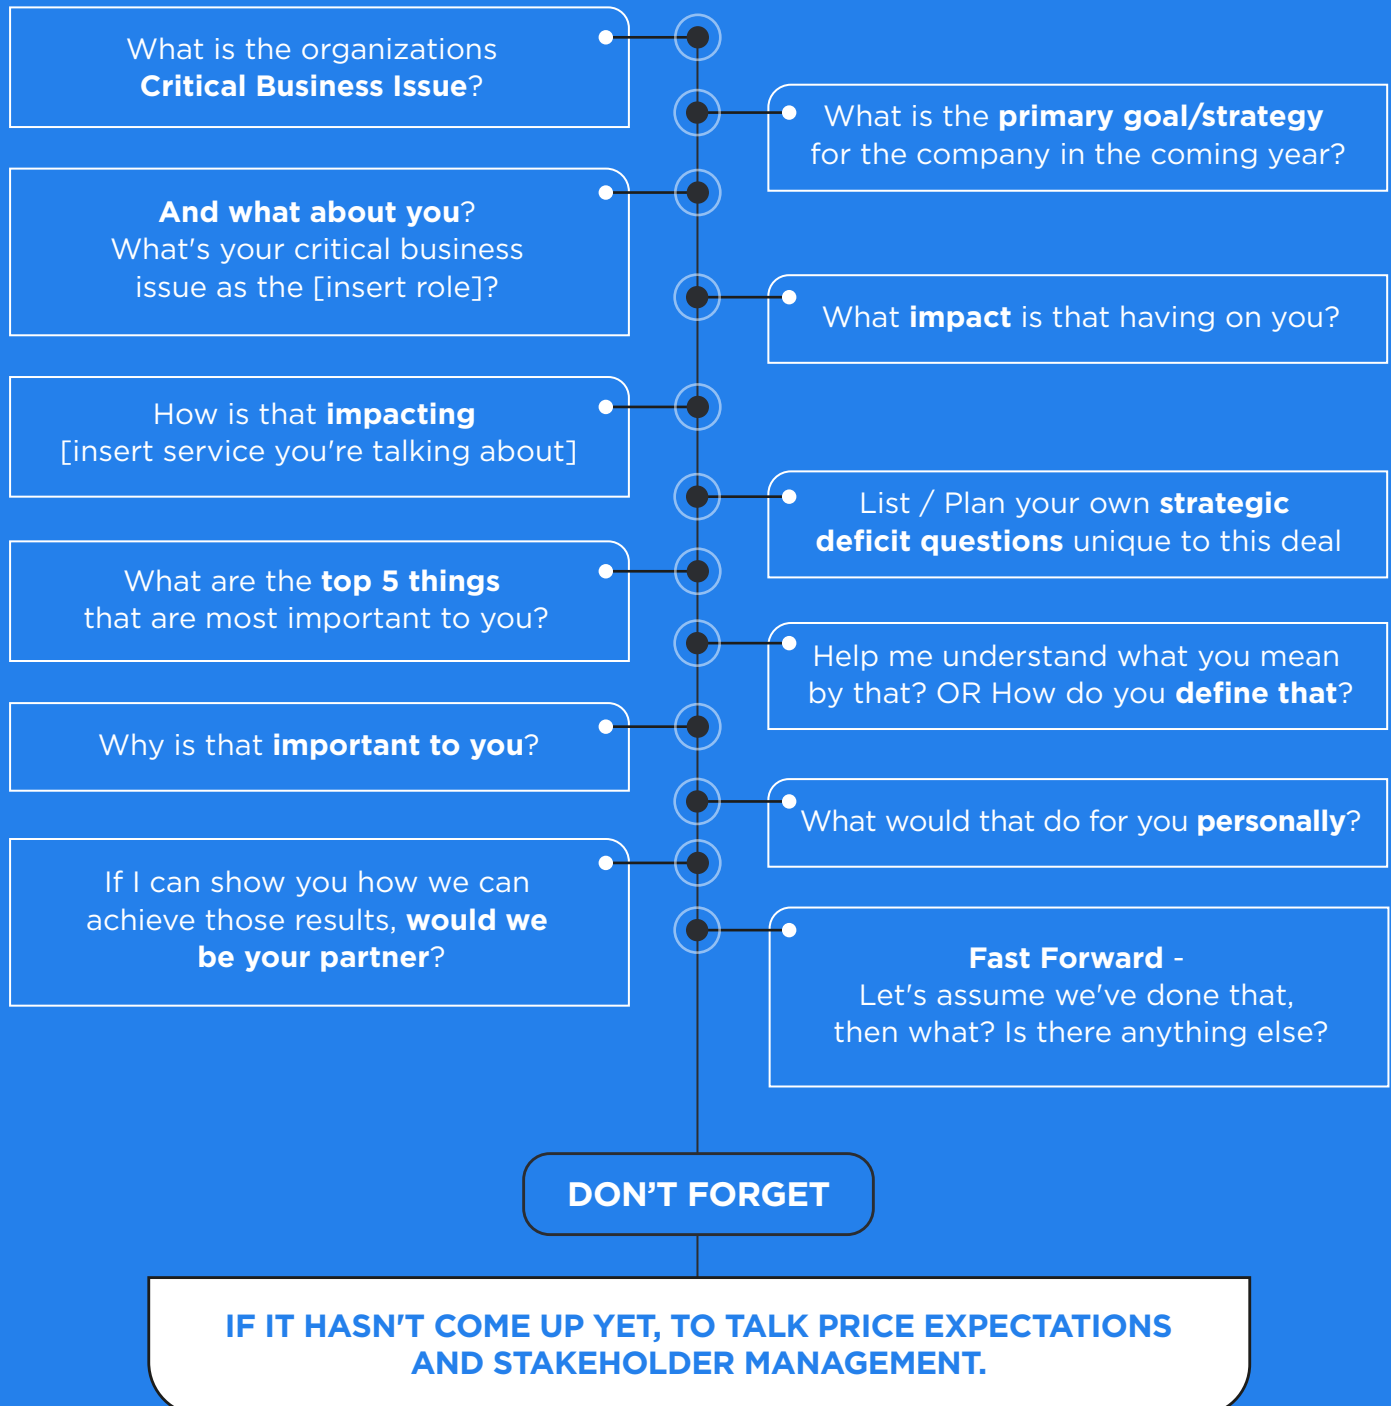 What is the organizations
Critical Business Issue?
What is the primary goal/strategy
for the company in the coming year?
And what about you?
What's your critical business
issue as the [insert role]?
What impact is that having on you?
How is that impacting
[insert service you're talking about]
List / Plan your own strategic
deficit questions unique to this deal
What are the top 5 things
that are most important to you?
Help me understand what you mean
by that? OR How do you define that?
Why is that important to you?
What would that do for you personally?
If I can show you how we can
achieve those results, would we
be your partner?
Fast Forward -
Let's assume we've done that,
then what? Is there anything else?
DON’T FORGET
IF IT HASN'T COME UP YET, TO TALK PRICE EXPECTATIONS
AND STAKEHOLDER MANAGEMENT.